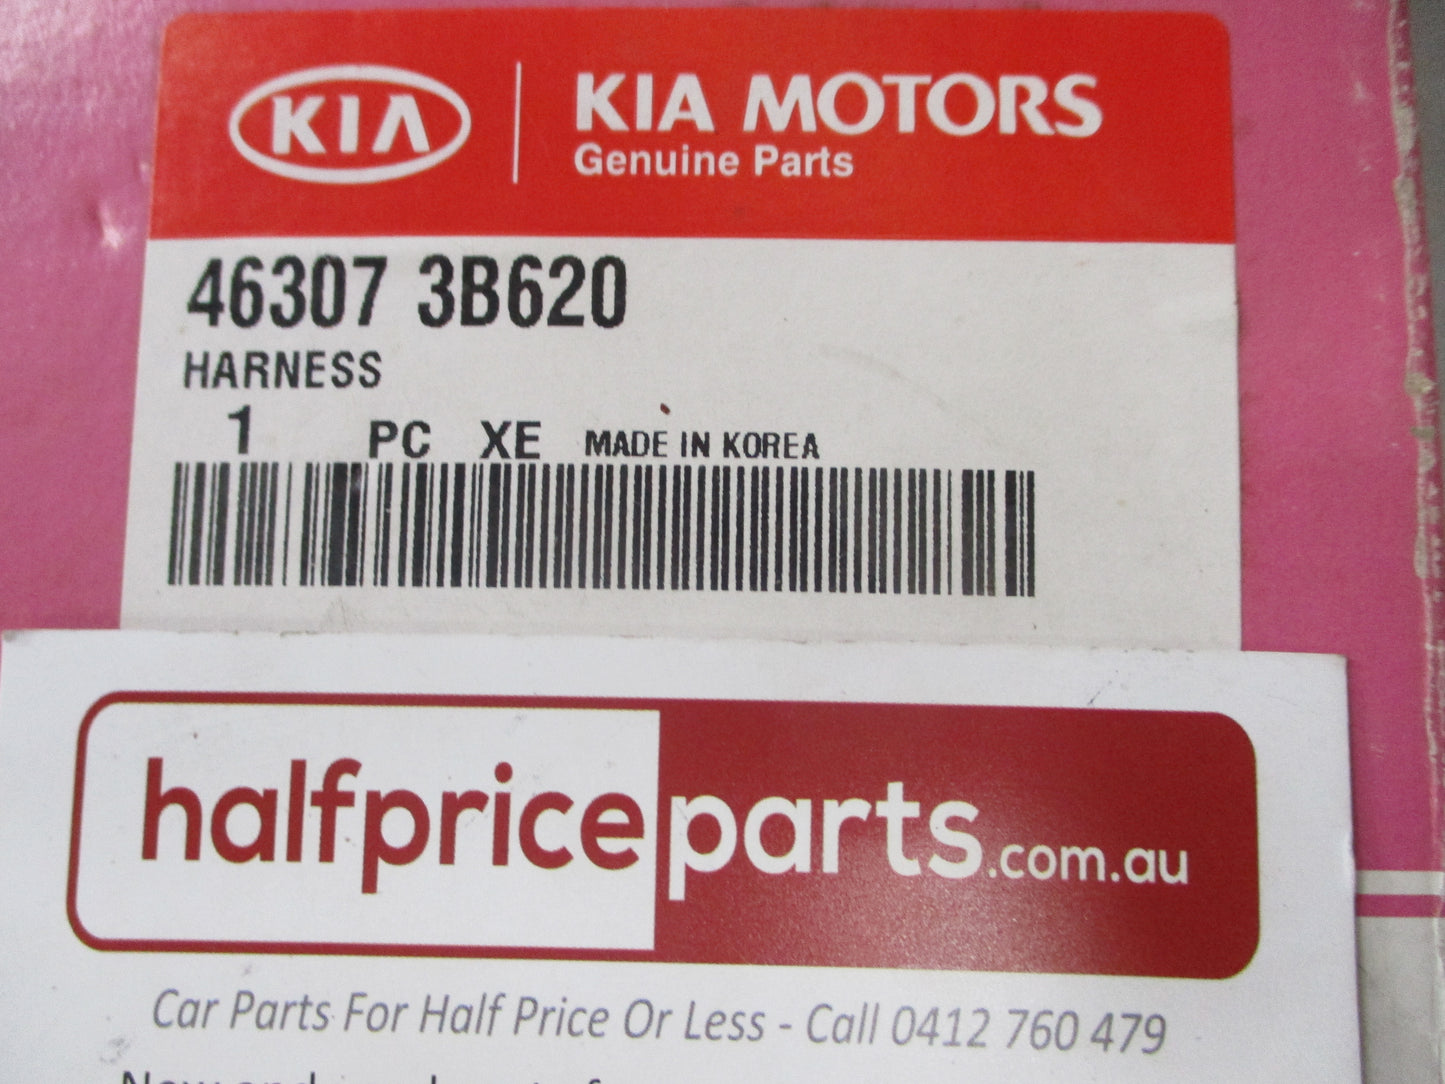 KIA
KIA MOTORS
Genuine Parts
46307 3B620
HARNESS
1 PC XE MADE IN KOREA
halfpriceparts.com.au
Car Parts For Half Price Or Less - Call 0412 760 479